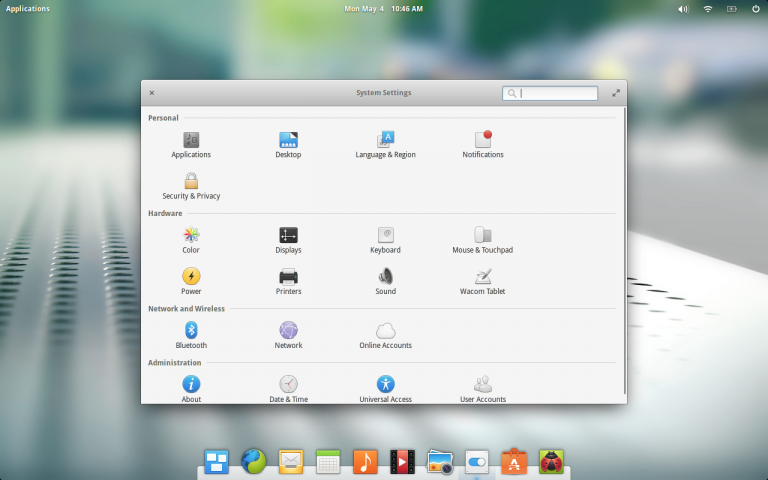 Applications
Mon May 4 10:46 AM
System Settings
Personal
Applications
Desktop
Language & Region
Notifications
Security & Privacy
Hardware
Color
Displays
Keyboard
Mouse & Touchpad
Power
Printers
Sound
Wacom Tablet
Network and Wireless
Bluetooth
Network
Online Accounts
Administration
About
Date & Time
Universal Access
User Accounts